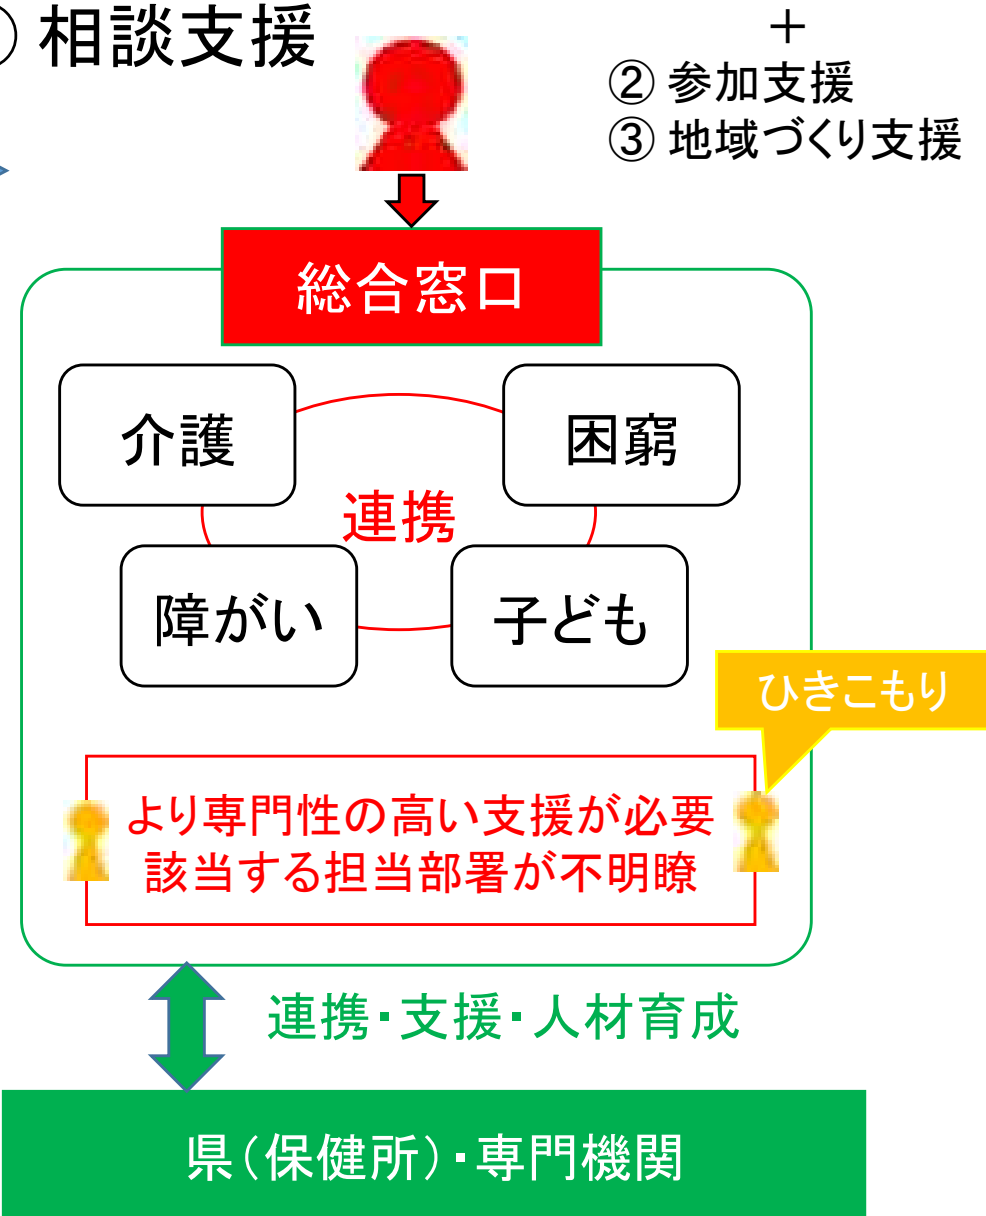 相談支援
＋
② 参加支援
③ 地域づくり支援
総合窓口
介護
困窮
連携
障がい
子ども
ひきこもり
より専門性の高い支援が必要
該当する担当部署が不明瞭
連携・支援・人材育成
県（保健所）・専門機関